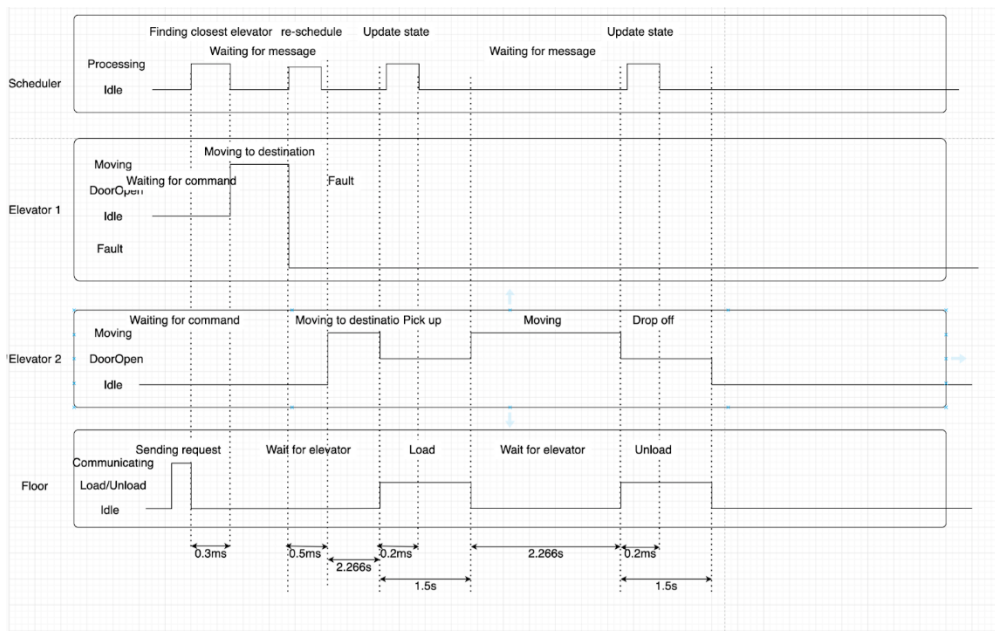 Finding closest elevator re-schedule Update state Update state
Waiting for message Waiting for message
Processing
Scheduler
Idle
Moving to destination
Moving
Waiting for command Fault
DoorOpen
Elevator 1
Idle
Fault
Waiting for command Moving to destinatio Pick up Moving Drop off
Moving
Elevator 2 DoorOpen
Idle
Sending request Wait for elevator Load Wait for elevator Unload
Communicating
Floor Load/Unload
Idle
0.3ms 0.5ms 0.2ms 2.266s 0.2ms
2.266s
1.5s 1.5s